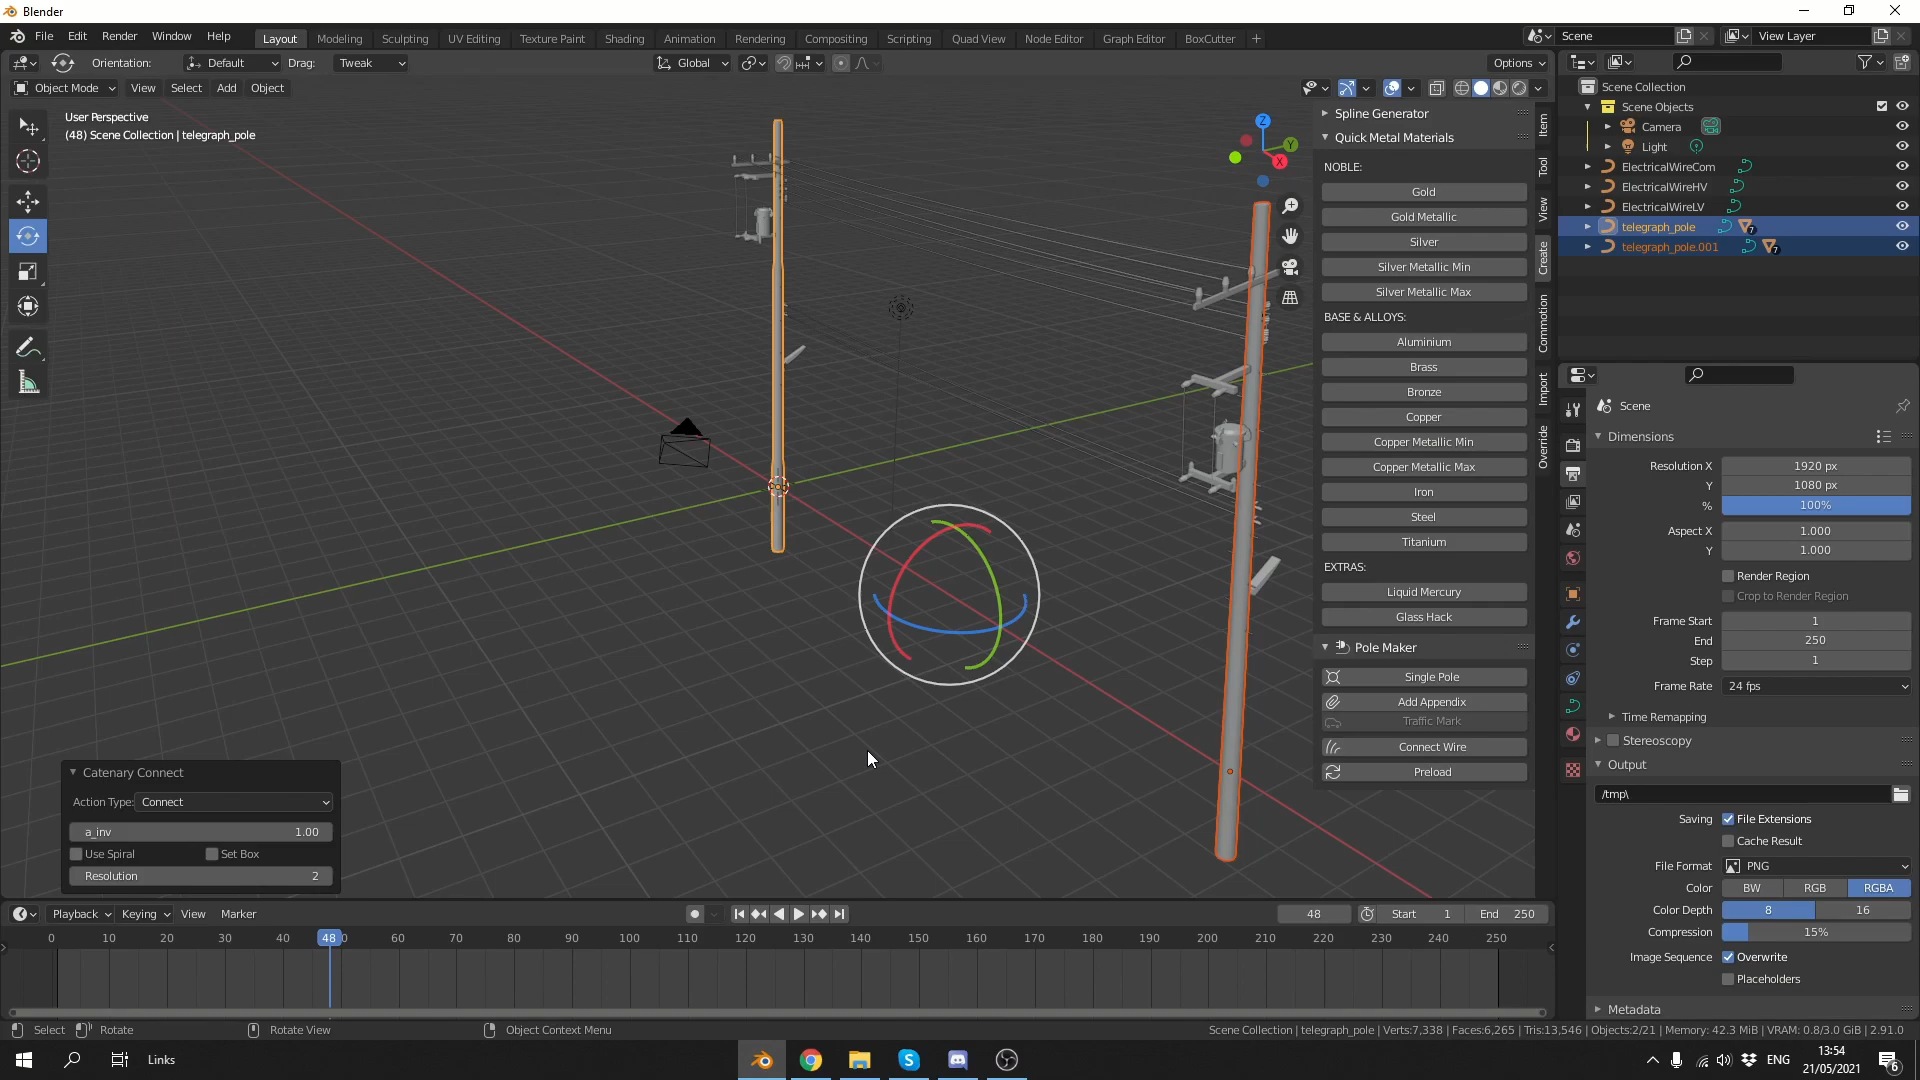 Blender
File Edit Render Window Help Layout Modeling Sculpting UV Editing Texture Paint Shading Animation Rendering Compositing Scripting Quad View Node Editor Graph Editor BoxCutter + Scene View Layer
Orientation: Default Drag: Tweak Global Options
Object Mode View Select Add Object
User Perspective
(48) Scene Collection | telegraph_pole
Z
Y
X
Spline Generator
Quick Metal Materials
NOBLE:
Gold
Gold Metallic
Silver
Silver Metallic Min
Silver Metallic Max
BASE & ALLOYS:
Aluminium
Brass
Bronze
Copper
Copper Metallic Min
Copper Metallic Max
Iron
Steel
Titanium
EXTRAS:
Liquid Mercury
Glass Hack
Pole Maker
Single Pole
Add Appendix
Traffic Mark
Connect Wire
Preload
Item
Tool
View
Create
Commotion
Import
Override
Scene Collection
Scene Objects
Camera
Light
ElectricalWireCom
ElectricalWireHV
ElectricalWireLV
telegraph_pole 7
telegraph_pole.001 7
Scene
Dimensions
Resolution X 1920 px
Y 1080 px
% 100%
Aspect X 1.000
Y 1.000
Render Region
Crop to Render Region
Frame Start 1
End 250
Step 1
Frame Rate 24 fps
Time Remapping
Stereoscopy
Output
/tmp\
Saving File Extensions
Cache Result
File Format PNG
Color BW RGB RGBA
Color Depth 8 16
Compression 15%
Image Sequence Overwrite
Placeholders
Metadata
Catenary Connect
Action Type: Connect
a_inv 1.00
Use Spiral Set Box
Resolution 2
Playback Keying View Marker 48 Start 1 End 250
0 10 20 30 40 48 0 60 70 80 90 100 110 120 130 140 150 160 170 180 190 200 210 220 230 240 250
Select Rotate Rotate View Object Context Menu Scene Collection | telegraph_pole | Verts:7,338 | Faces:6,265 | Tris:13,546 | Objects:2/21 | Memory: 42.3 MiB | VRAM: 0.8/3.0 GiB | 2.91.0
Links ENG 13:54
21/05/2021 6